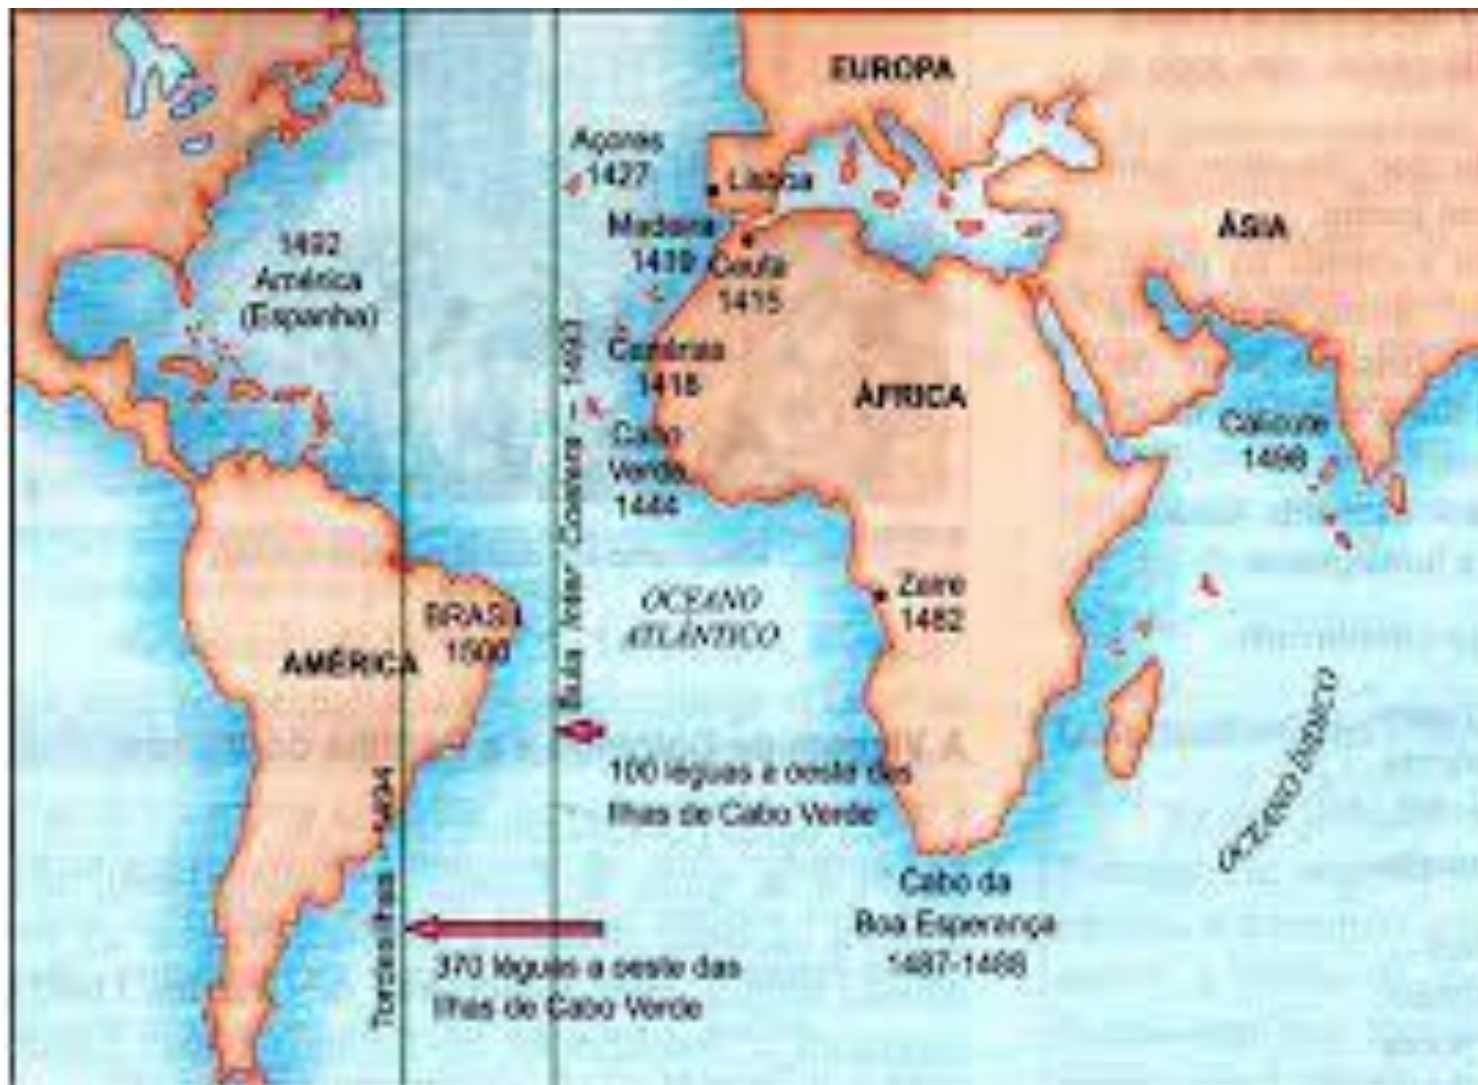 EUROPA
Açores
1427
Lisboa
Madeira
1419
Ceuta
1415
ÁSIA
1492
América
(Espanha)
Canárias
1418
ÁFRICA
Cabo
Verde
1444
Calicute
1498
Bula Inter Coetera – 1493
Zaire
1482
OCEANO
ATLÂNTICO
BRASIL
1500
AMÉRICA
OCEANO ÍNDICO
100 léguas a oeste das
Ilhas de Cabo Verde
Tordesilhas - 1494
Cabo da
Boa Esperança
1487-1488
370 léguas a oeste das
Ilhas de Cabo Verde